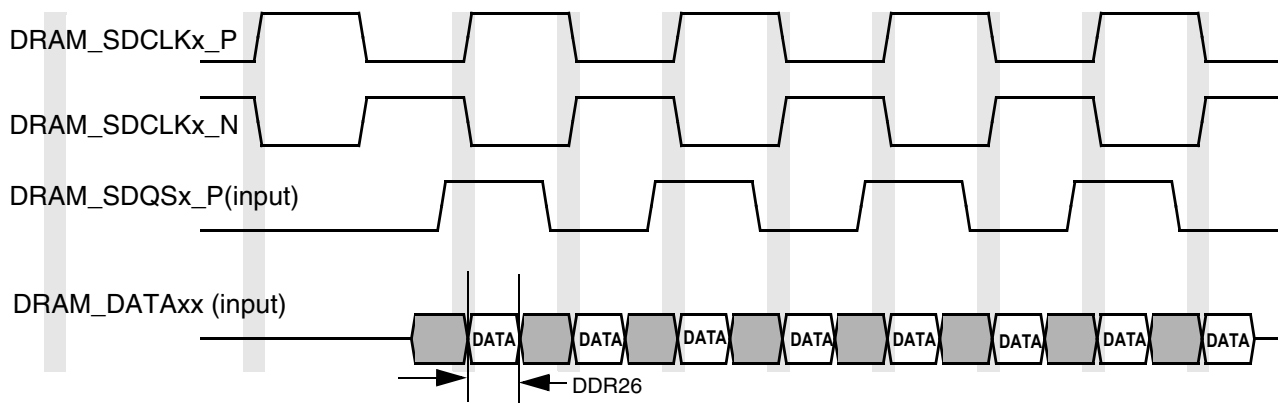 DRAM_SDCLKx_P
DRAM_SDCLKx_N
DRAM_SDQSx_P(input)
DRAM_DATAxx (input)
DATA DATA DATA DATA DATA DATA DATA DATA
DDR26